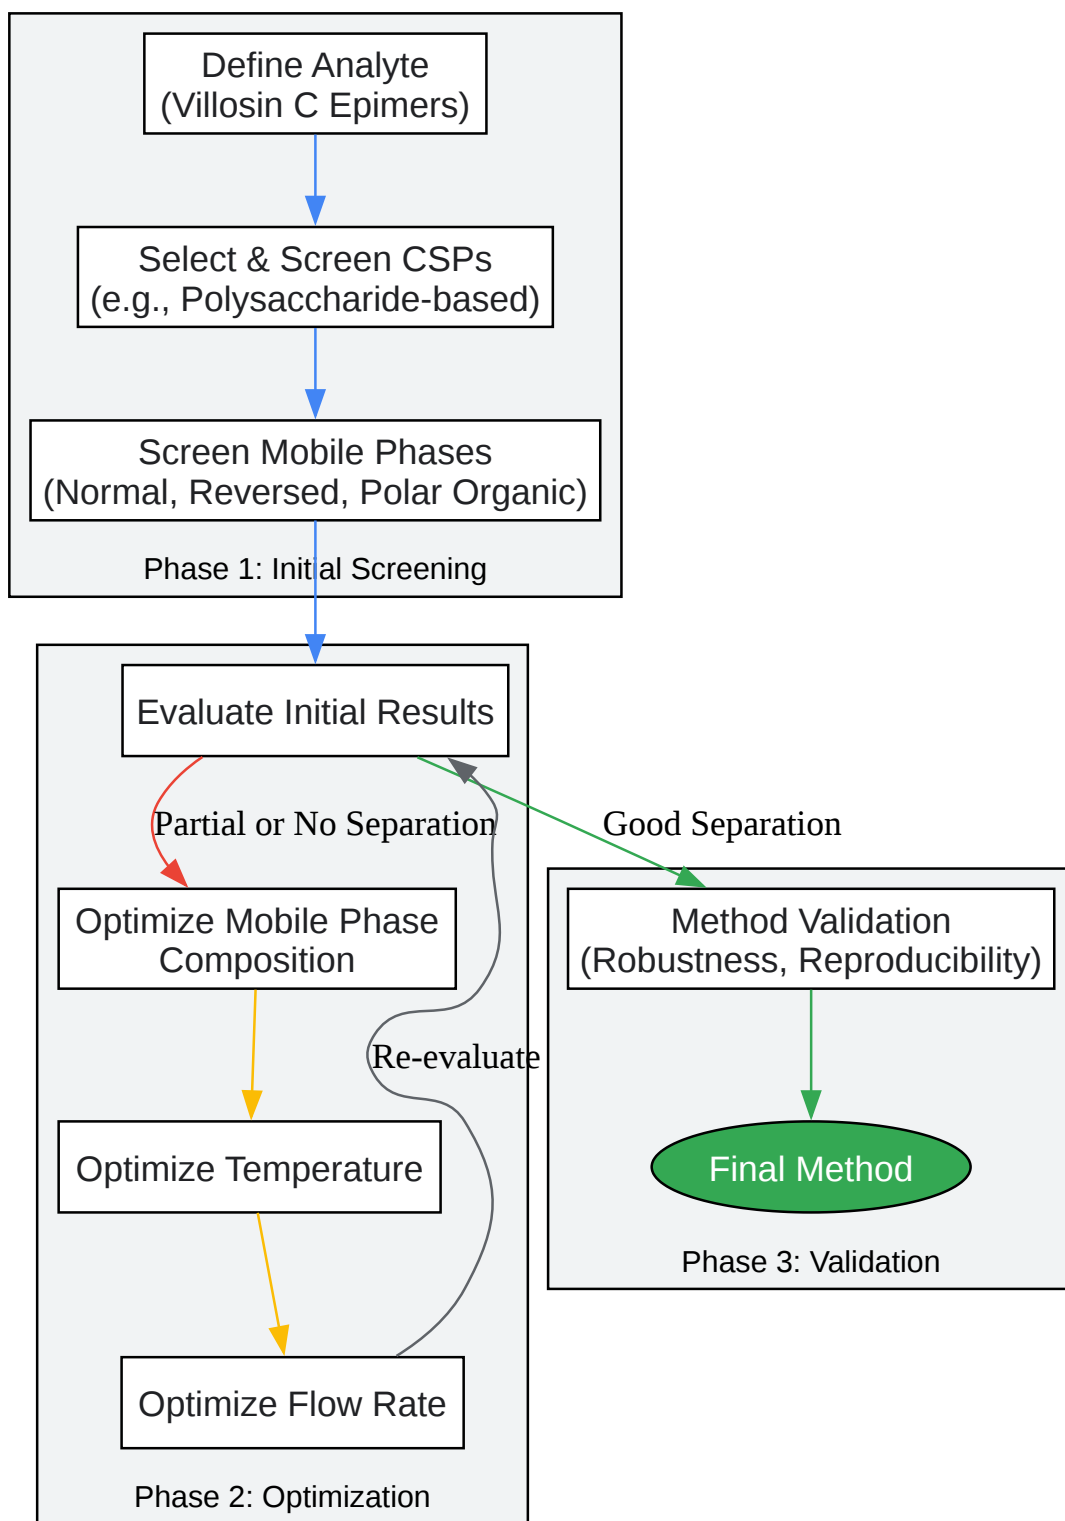 Define Analyte
(Villosin C Epimers)
Select & Screen CSPs
(e.g., Polysaccharide-based)
Screen Mobile Phases
(Normal, Reversed, Polar Organic)
Phase 1: Initial Screening
Evaluate Initial Results
Partial or No Separation
Good Separation
Optimize Mobile Phase
Composition
Method Validation
(Robustness, Reproducibility)
Re-evaluate
Optimize Temperature
Final Method
Phase 3: Validation
Optimize Flow Rate
Phase 2: Optimization